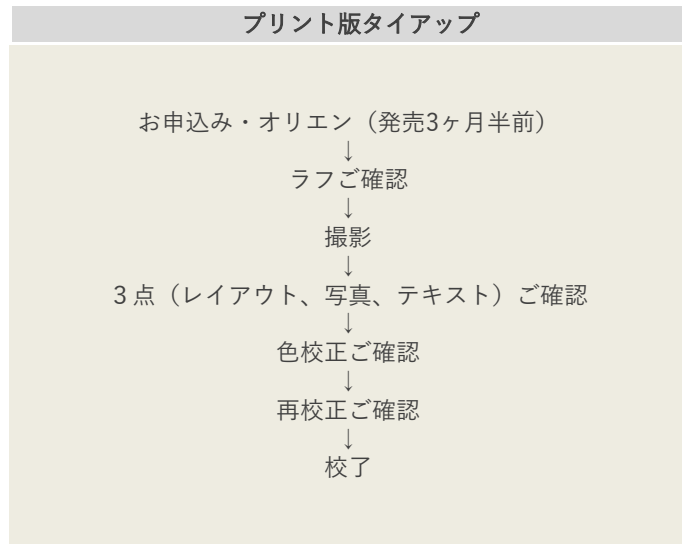 プリント版タイアップ
お申込み・オリエン（発売3ヶ月半前）
↓
ラフご確認
↓
撮影
↓
３点（レイアウト、写真、テキスト）ご確認
↓
色校正ご確認
↓
再校正ご確認
↓
校了